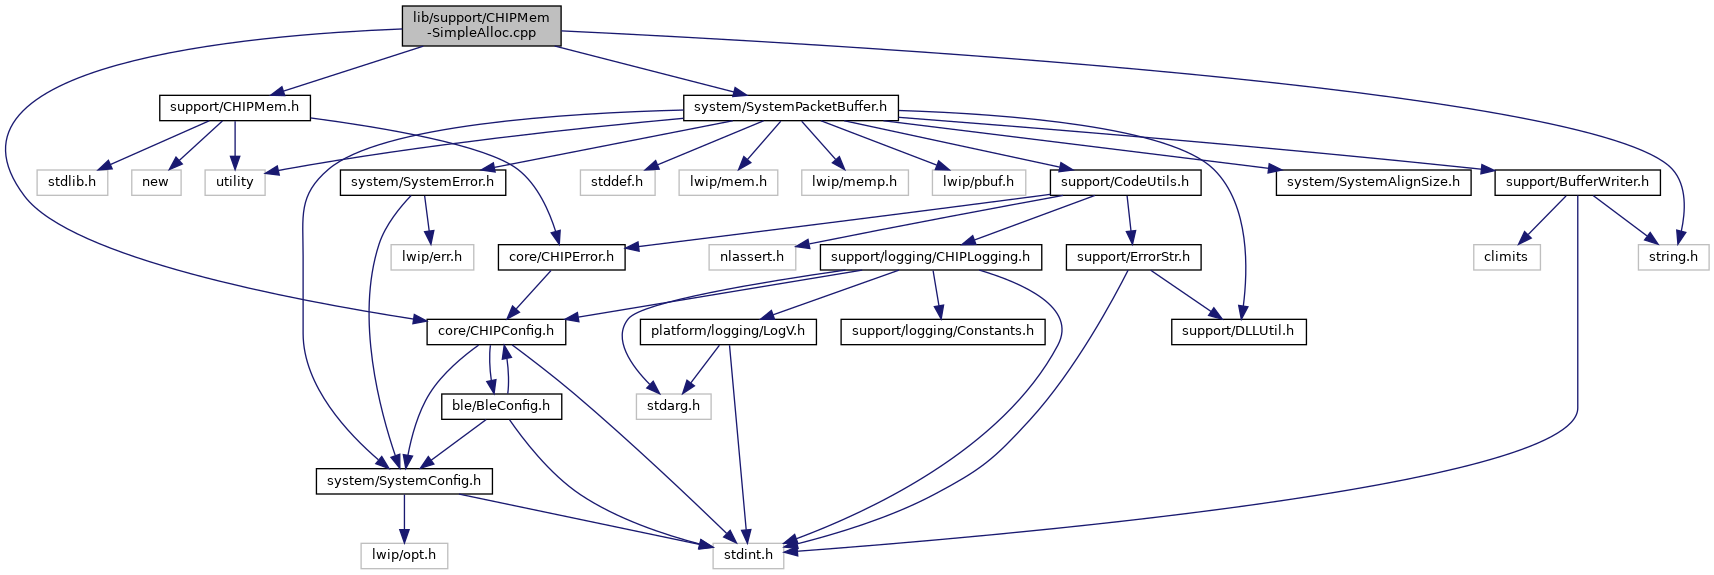 lib/support/CHIPMem
-SimpleAlloc.cpp
support/CHIPMem.h
system/SystemPacketBuffer.h
stdlib.h
new
utility
system/SystemError.h
stddef.h
lwip/mem.h
lwip/memp.h
lwip/pbuf.h
support/CodeUtils.h
system/SystemAlignSize.h
support/BufferWriter.h
lwip/err.h
core/CHIPError.h
nlassert.h
support/logging/CHIPLogging.h
support/ErrorStr.h
climits
string.h
core/CHIPConfig.h
platform/logging/LogV.h
support/logging/Constants.h
support/DLLUtil.h
ble/BleConfig.h
stdarg.h
system/SystemConfig.h
lwip/opt.h
stdint.h